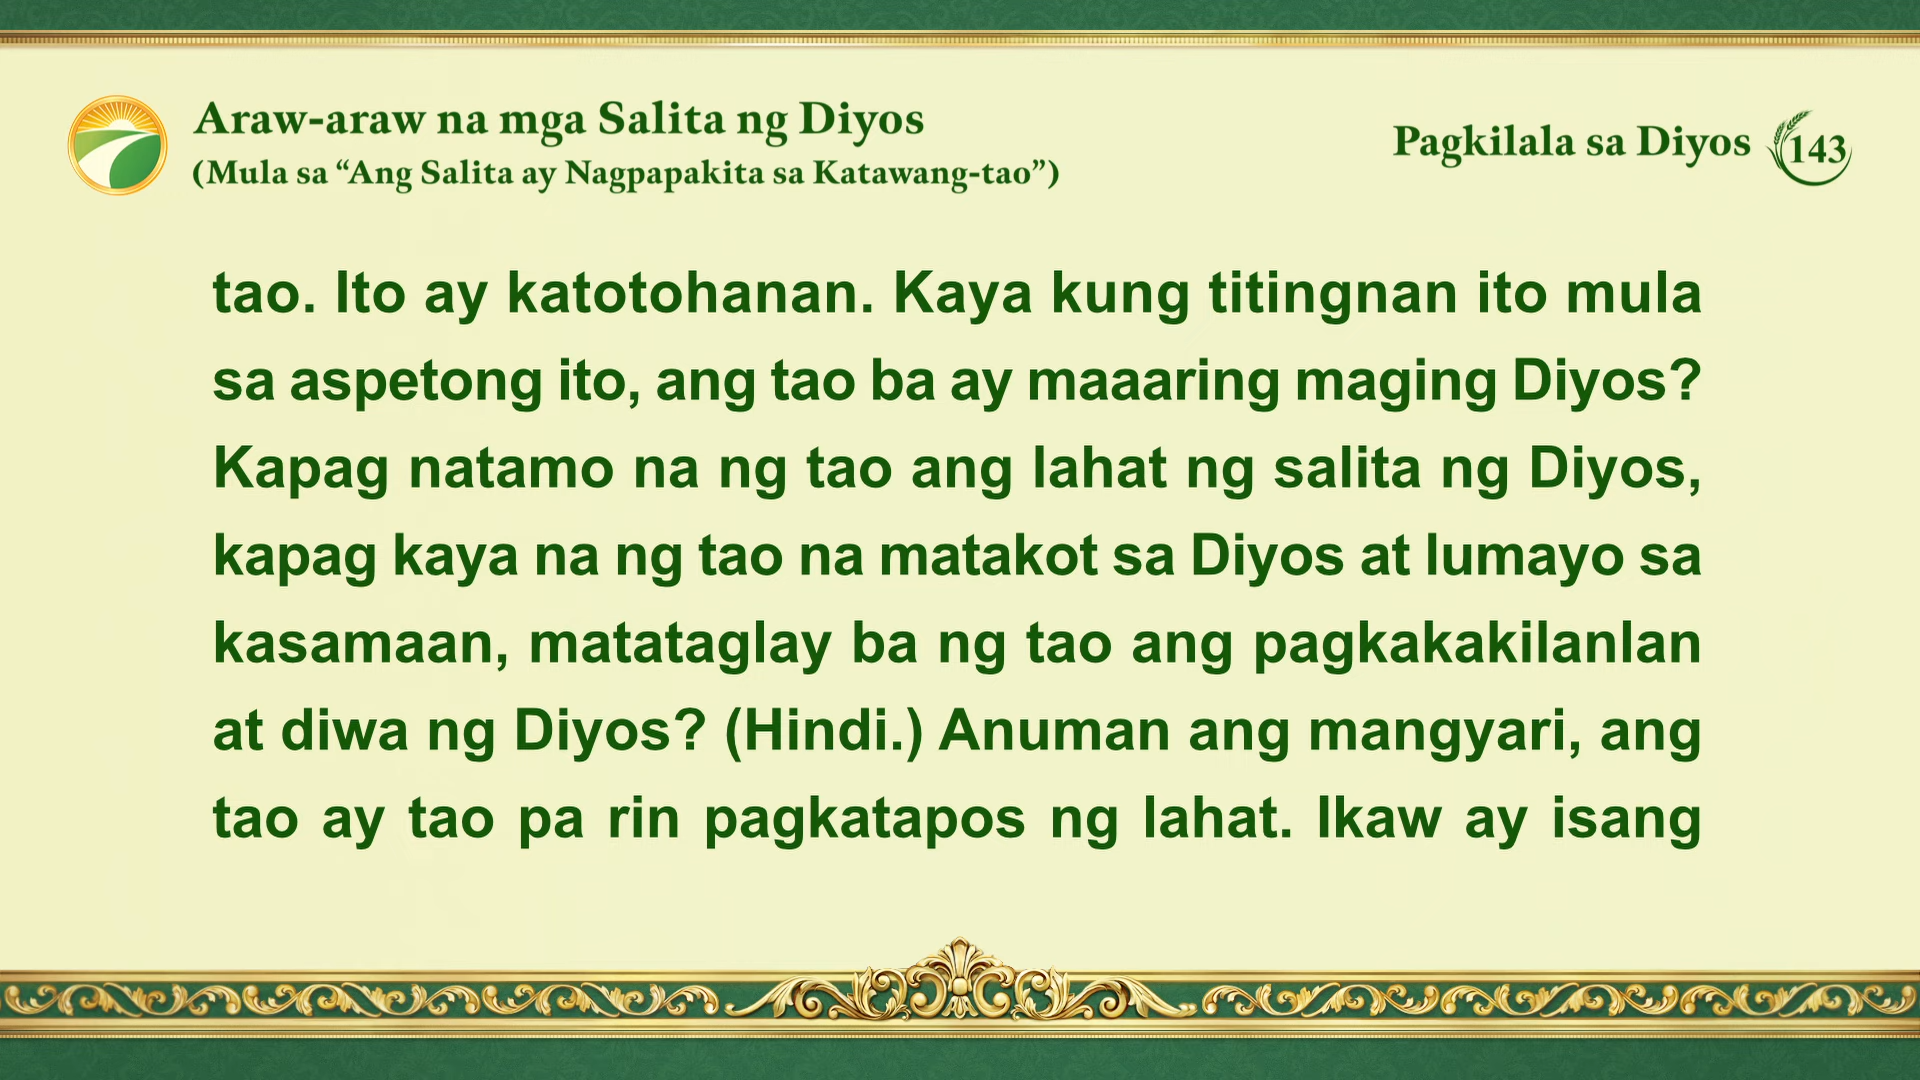 Araw-araw na mga Salita ng Diyos
(Mula sa “Ang Salita ay Nagpapakita sa Katawang-tao”)
Pagkilala sa Diyos 143
tao. Ito ay katotohanan. Kaya kung titingnan ito mula
sa aspetong ito, ang tao ba ay maaaring maging Diyos?
Kapag natamo na ng tao ang lahat ng salita ng Diyos,
kapag kaya na ng tao na matakot sa Diyos at lumayo sa
kasamaan, matataglay ba ng tao ang pagkakakilanlan
at diwa ng Diyos? (Hindi.) Anuman ang mangyari, ang
tao ay tao pa rin pagkatapos ng lahat. Ikaw ay isang